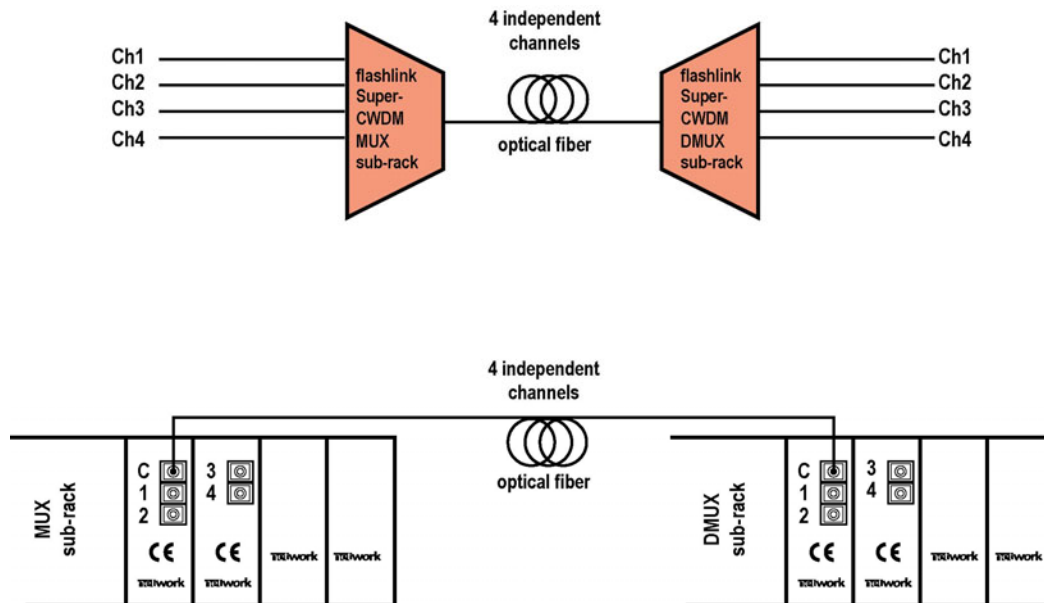 4 independent
channels
Ch1
Ch2
Ch3
Ch4
flashlink
Super-
CWDM
MUX
sub-rack
optical fiber
flashlink
Super-
CWDM
DMUX
sub-rack
Ch1
Ch2
Ch3
Ch4
4 independent
channels
optical fiber
MUX
sub-rack
C
1
2
3
4
CE
CE
DMUX
sub-rack
C
1
2
3
4
CE
CE